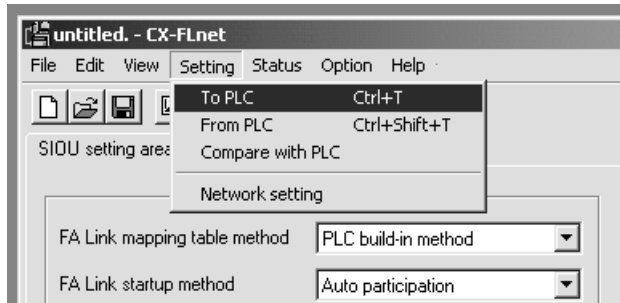 untitled. - CX-FLnet
File Edit View Setting Status Option Help
To PLC Ctrl+T
From PLC Ctrl+Shift+T
SIOU setting area
Compare with PLC
Network setting
FA Link mapping table method PLC build-in method
FA Link startup method Auto participation